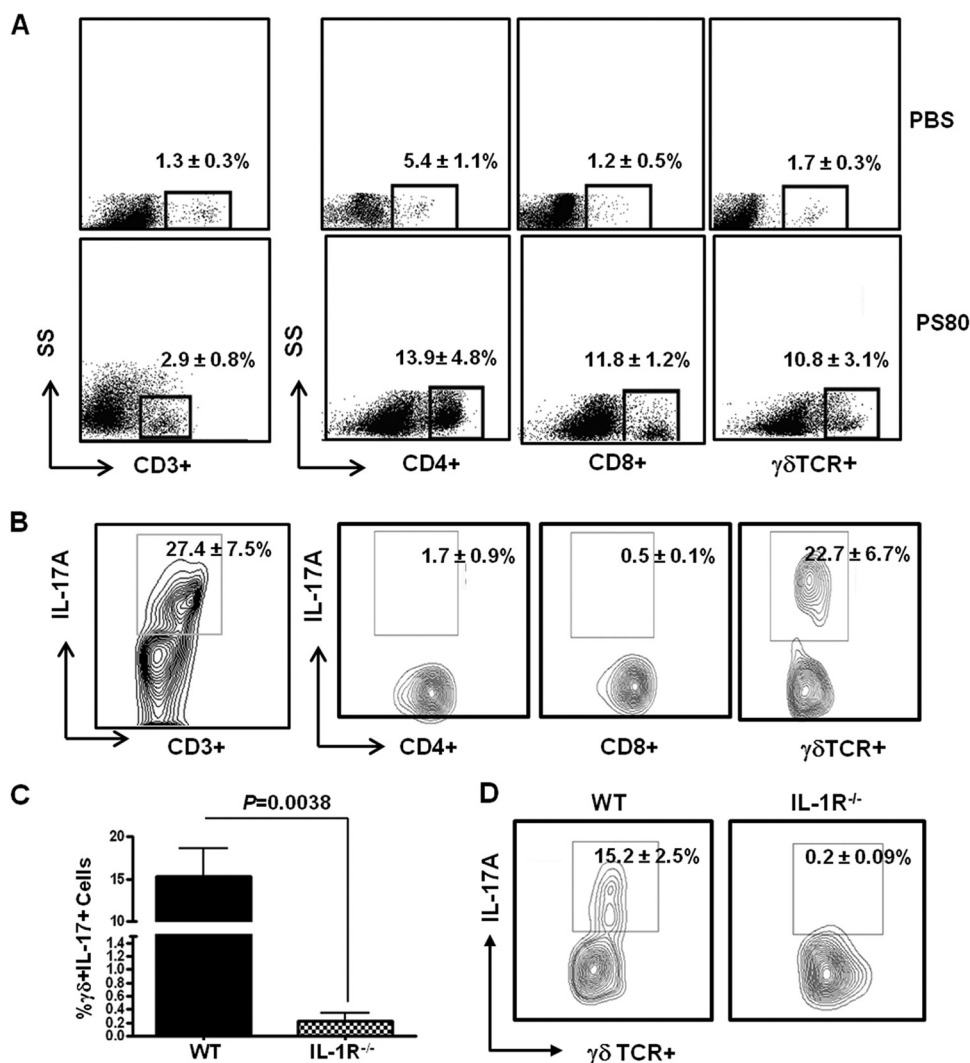 A
1.3 ± 0.3%
5.4 ± 1.1%
1.2 ± 0.5%
1.7 ± 0.3%
PBS
SS
2.9 ± 0.8%
SS
13.9± 4.8%
11.8 ± 1.2%
10.8 ± 3.1%
PS80
CD3+
CD4+
CD8+
γδTCR+
B
IL-17A
27.4 ± 7.5%
IL-17A
1.7 ± 0.9%
0.5 ± 0.1%
22.7 ± 6.7%
CD3+
CD4+
CD8+
γδTCR+
C
P=0.0038
%γδ+IL-17+ Cells
20
15
10
1.4
1.2
1.0
0.8
0.6
0.4
0.2
0.0
WT
IL-1R-/-
D
WT
IL-1R-/-
IL-17A
15.2 ± 2.5%
0.2 ± 0.09%
γδ TCR+